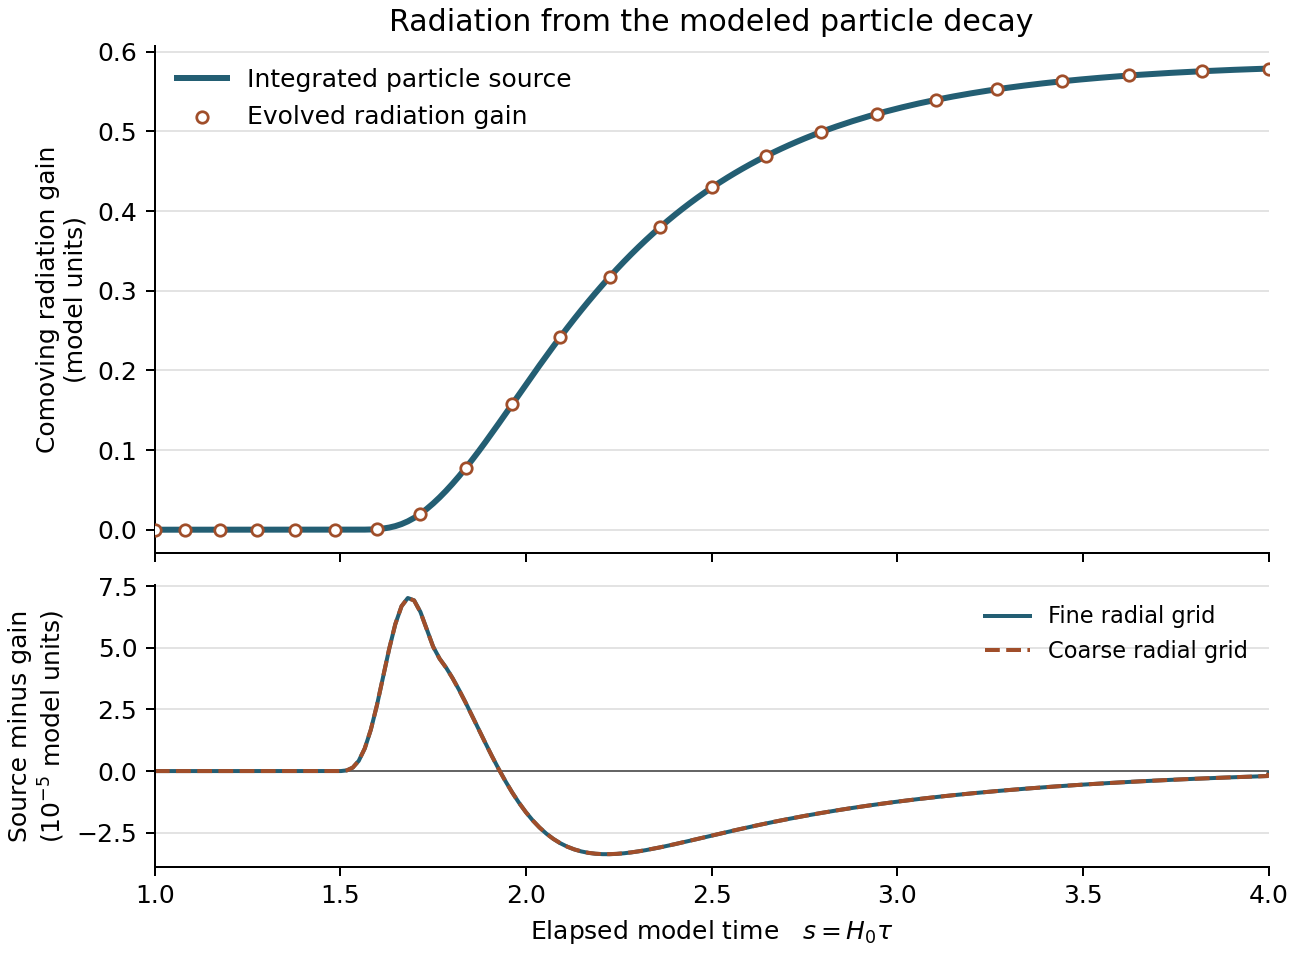 Radiation from the modeled particle decay
Comoving radiation gain
(model units)
0.6
0.5
0.4
0.3
0.2
0.1
0.0
Integrated particle source
Evolved radiation gain
Source minus gain
(10⁻⁵ model units)
7.5
5.0
2.5
0.0
−2.5
Fine radial grid
Coarse radial grid
1.0 1.5 2.0 2.5 3.0 3.5 4.0
Elapsed model time s = H₀τ